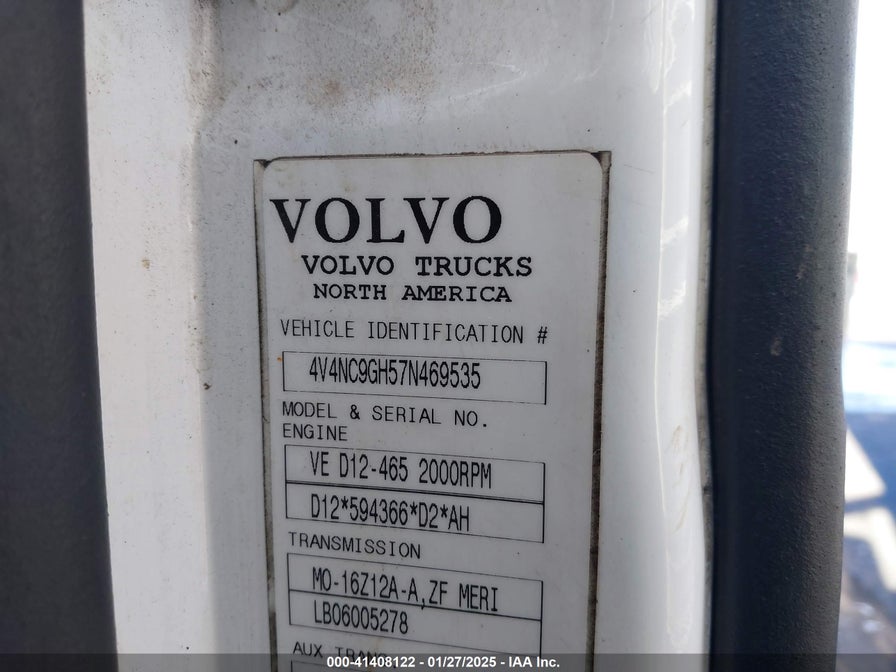 VOLVO
VOLVO TRUCKS
NORTH AMERICA
VEHICLE IDENTIFICATION #
4V4NC9GH57N469535
MODEL & SERIAL NO.
ENGINE
VE D12-465 2000RPM
D12*594366*D2*AH
TRANSMISSION
MO-16Z12A-A,ZF MERI
LB06005278
AUX
000-41408122 - 01/27/2025 - IAA Inc.